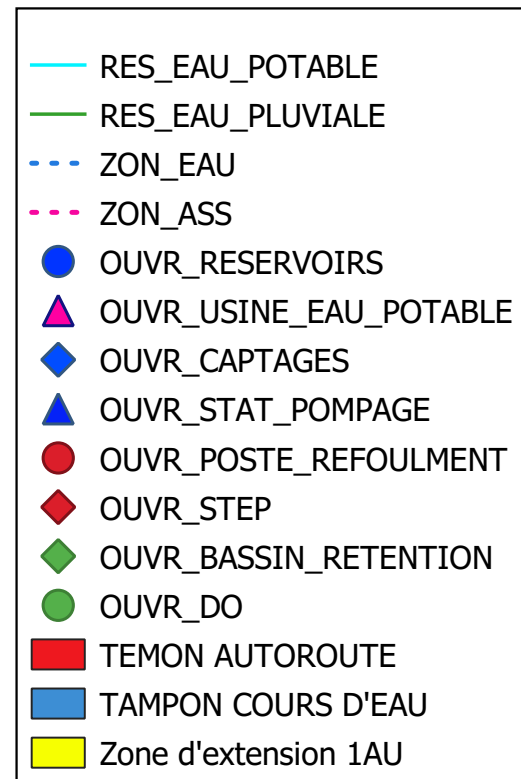 RES_EAU_POTABLE
RES_EAU_PLUVIALE
ZON_EAU
ZON_ASS
OUVR_RESERVOIRS
OUVR_USINE_EAU_POTABLE
OUVR_CAPTAGES
OUVR_STAT_POMPAGE
OUVR_POSTE_REFOULMENT
OUVR_STEP
OUVR_BASSIN_RETENTION
OUVR_DO
TEMON AUTOROUTE
TAMPON COURS D'EAU
Zone d'extension 1AU